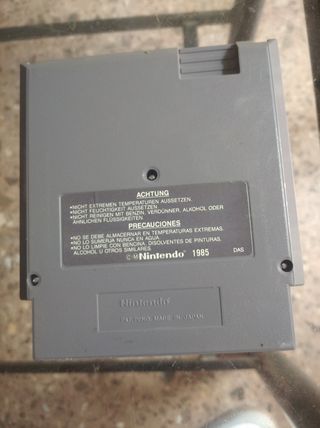 ACHTUNG
•NICHT EXTREMEN TEMPERATUREN AUSSETZEN.
•NICHT FEUCHTIGKEIT AUSSETZEN.
•NICHT REINIGEN MIT BENZIN, VERDÜNNER, ALKOHOL ODER
ÄHNLICHEN FLÜSSIGKEITEN.
PRECAUCIONES
•NO SE DEBE ALMACERNAR EN TEMPERATURAS EXTREMAS.
•NO LO SUMERJA NUNCA EN AGUA.
•NO LO LIMPIE CON BENCINA, DISOLVENTES DE PINTURAS,
ALCOHOL U OTROS SIMILARES.
Nintendo 1985
DAS
Nintendo
MADE IN JAPAN